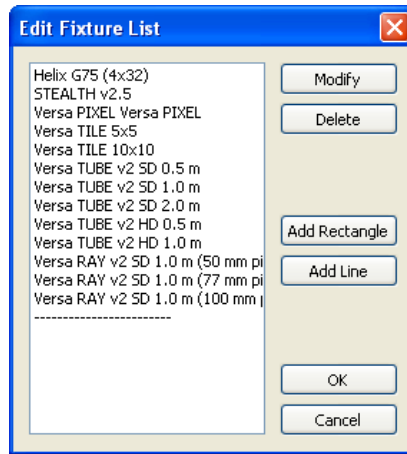 Edit Fixture List
Helix G75 (4x32)
STEALTH v2.5
Versa PIXEL Versa PIXEL
Versa TILE 5x5
Versa TILE 10x10
Versa TUBE v2 SD 0.5 m
Versa TUBE v2 SD 1.0 m
Versa TUBE v2 SD 2.0 m
Versa TUBE v2 HD 0.5 m
Versa TUBE v2 HD 1.0 m
Versa RAY v2 SD 1.0 m (50 mm pi
Versa RAY v2 SD 1.0 m (77 mm pi
Versa RAY v2 SD 1.0 m (100 mm p
------------------------
Modify
Delete
Add Rectangle
Add Line
OK
Cancel